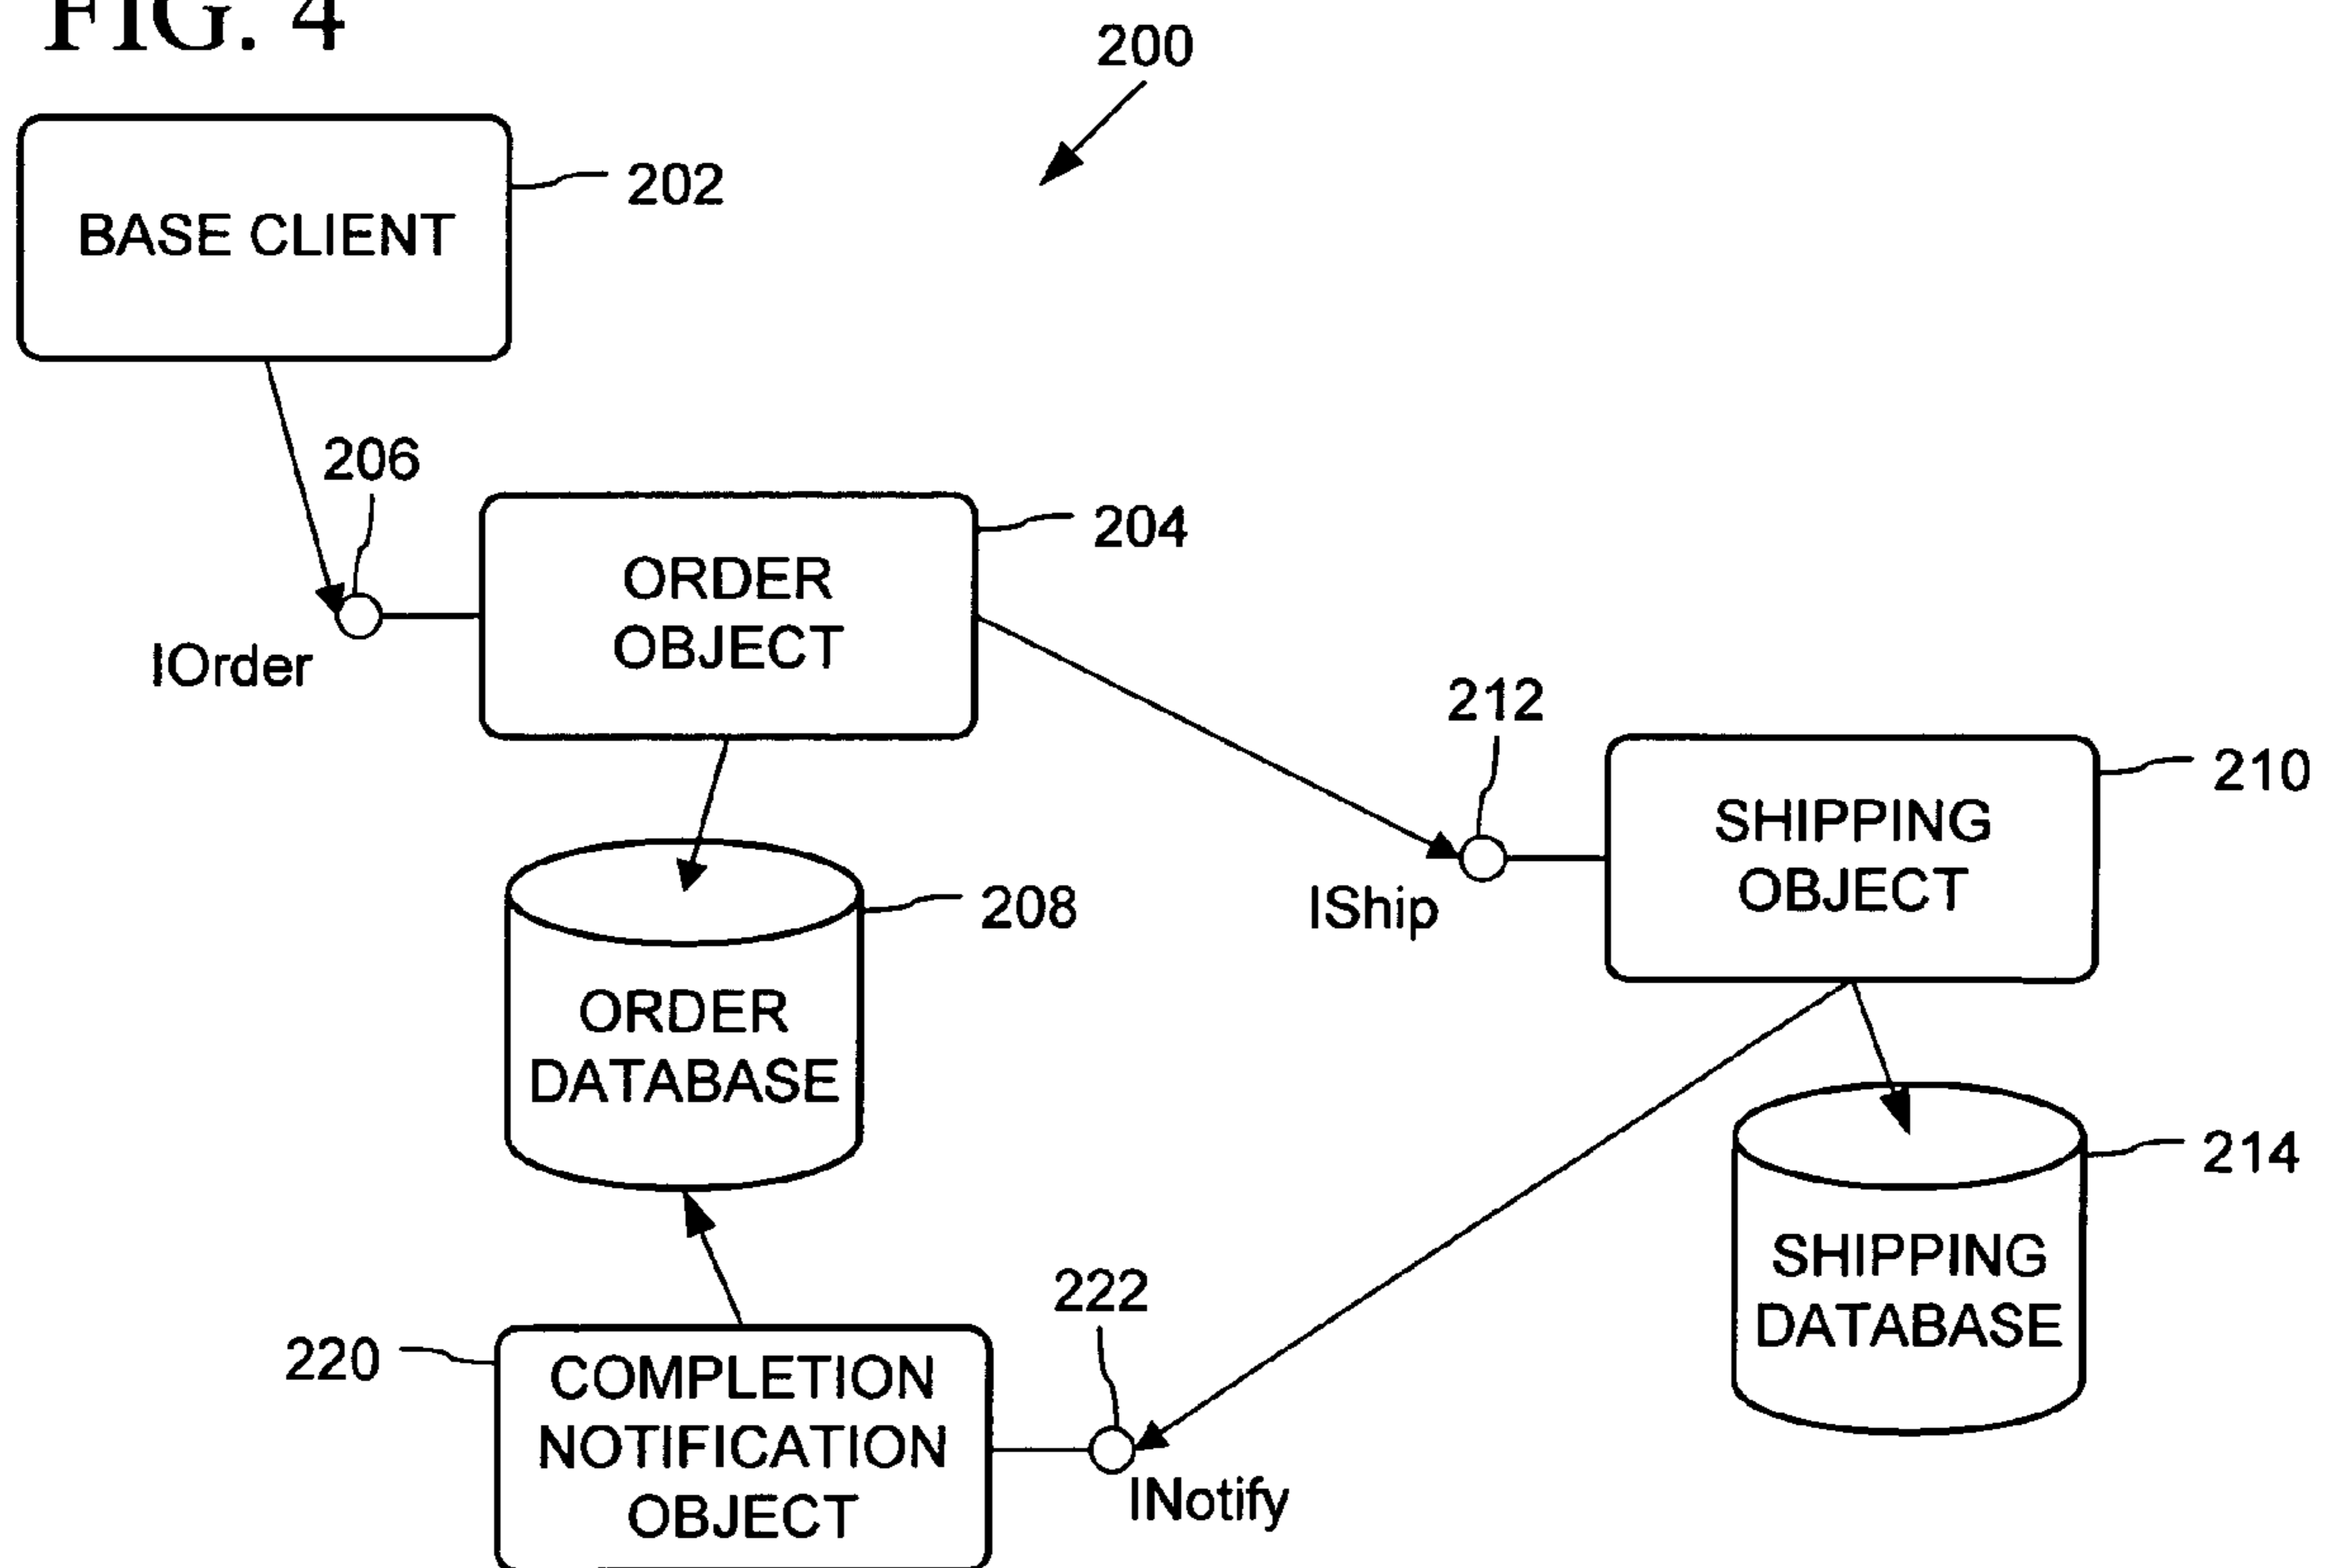 FIG. 4
200
202
BASE CLIENT
206
204
ORDER
OBJECT
IOrder
212
210
SHIPPING
OBJECT
IShip
208
ORDER
DATABASE
214
SHIPPING
DATABASE
222
220
COMPLETION
NOTIFICATION
OBJECT
INotify